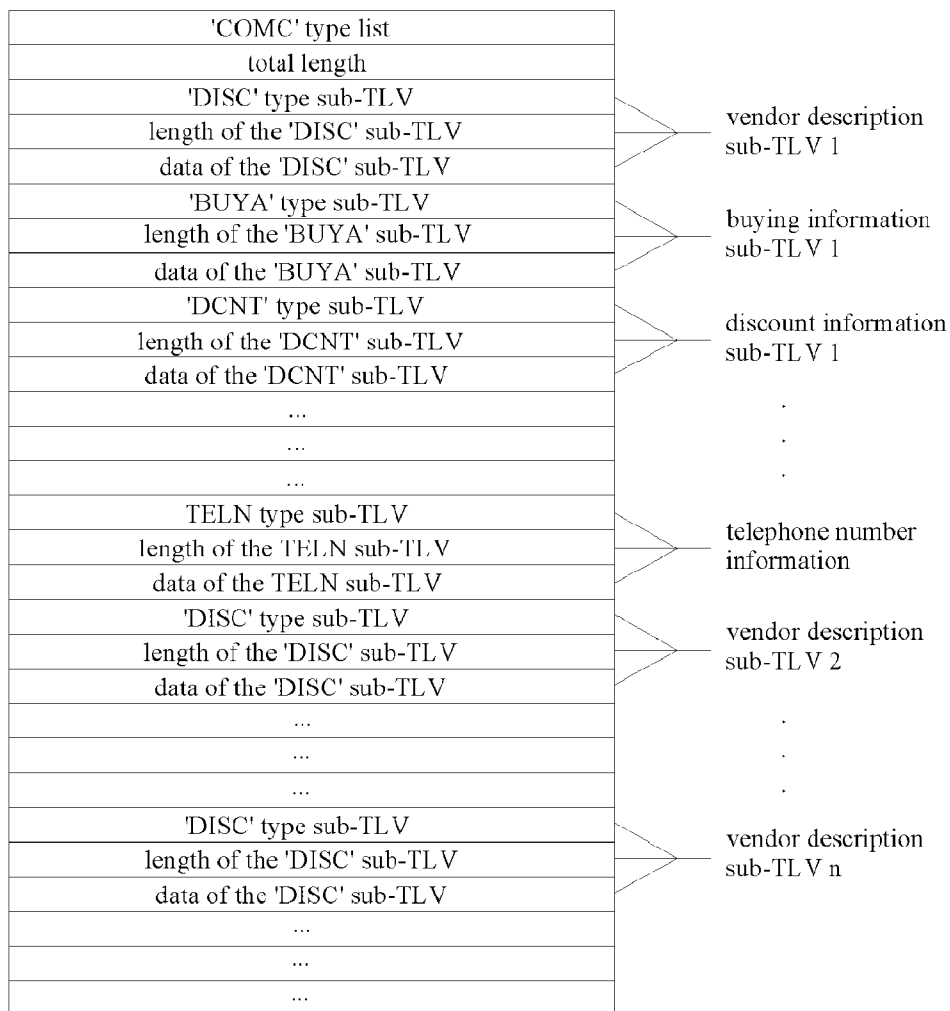 'COMC' type list
total length
'DISC' type sub-TLV
length of the 'DISC' sub-TLV
data of the 'DISC' sub-TLV
vendor description
sub-TLV 1
'BUYA' type sub-TLV
length of the 'BUYA' sub-TLV
data of the 'BUYA' sub-TLV
buying information
sub-TLV 1
'DCNT' type sub-TLV
length of the 'DCNT' sub-TLV
data of the 'DCNT' sub-TLV
discount information
sub-TLV 1
...
...
...
.
.
.
TELN type sub-TLV
length of the TELN sub-TLV
data of the TELN sub-TLV
telephone number
information
'DISC' type sub-TLV
length of the 'DISC' sub-TLV
data of the 'DISC' sub-TLV
vendor description
sub-TLV 2
...
...
...
.
.
.
'DISC' type sub-TLV
length of the 'DISC' sub-TLV
data of the 'DISC' sub-TLV
vendor description
sub-TLV n
...
...
...